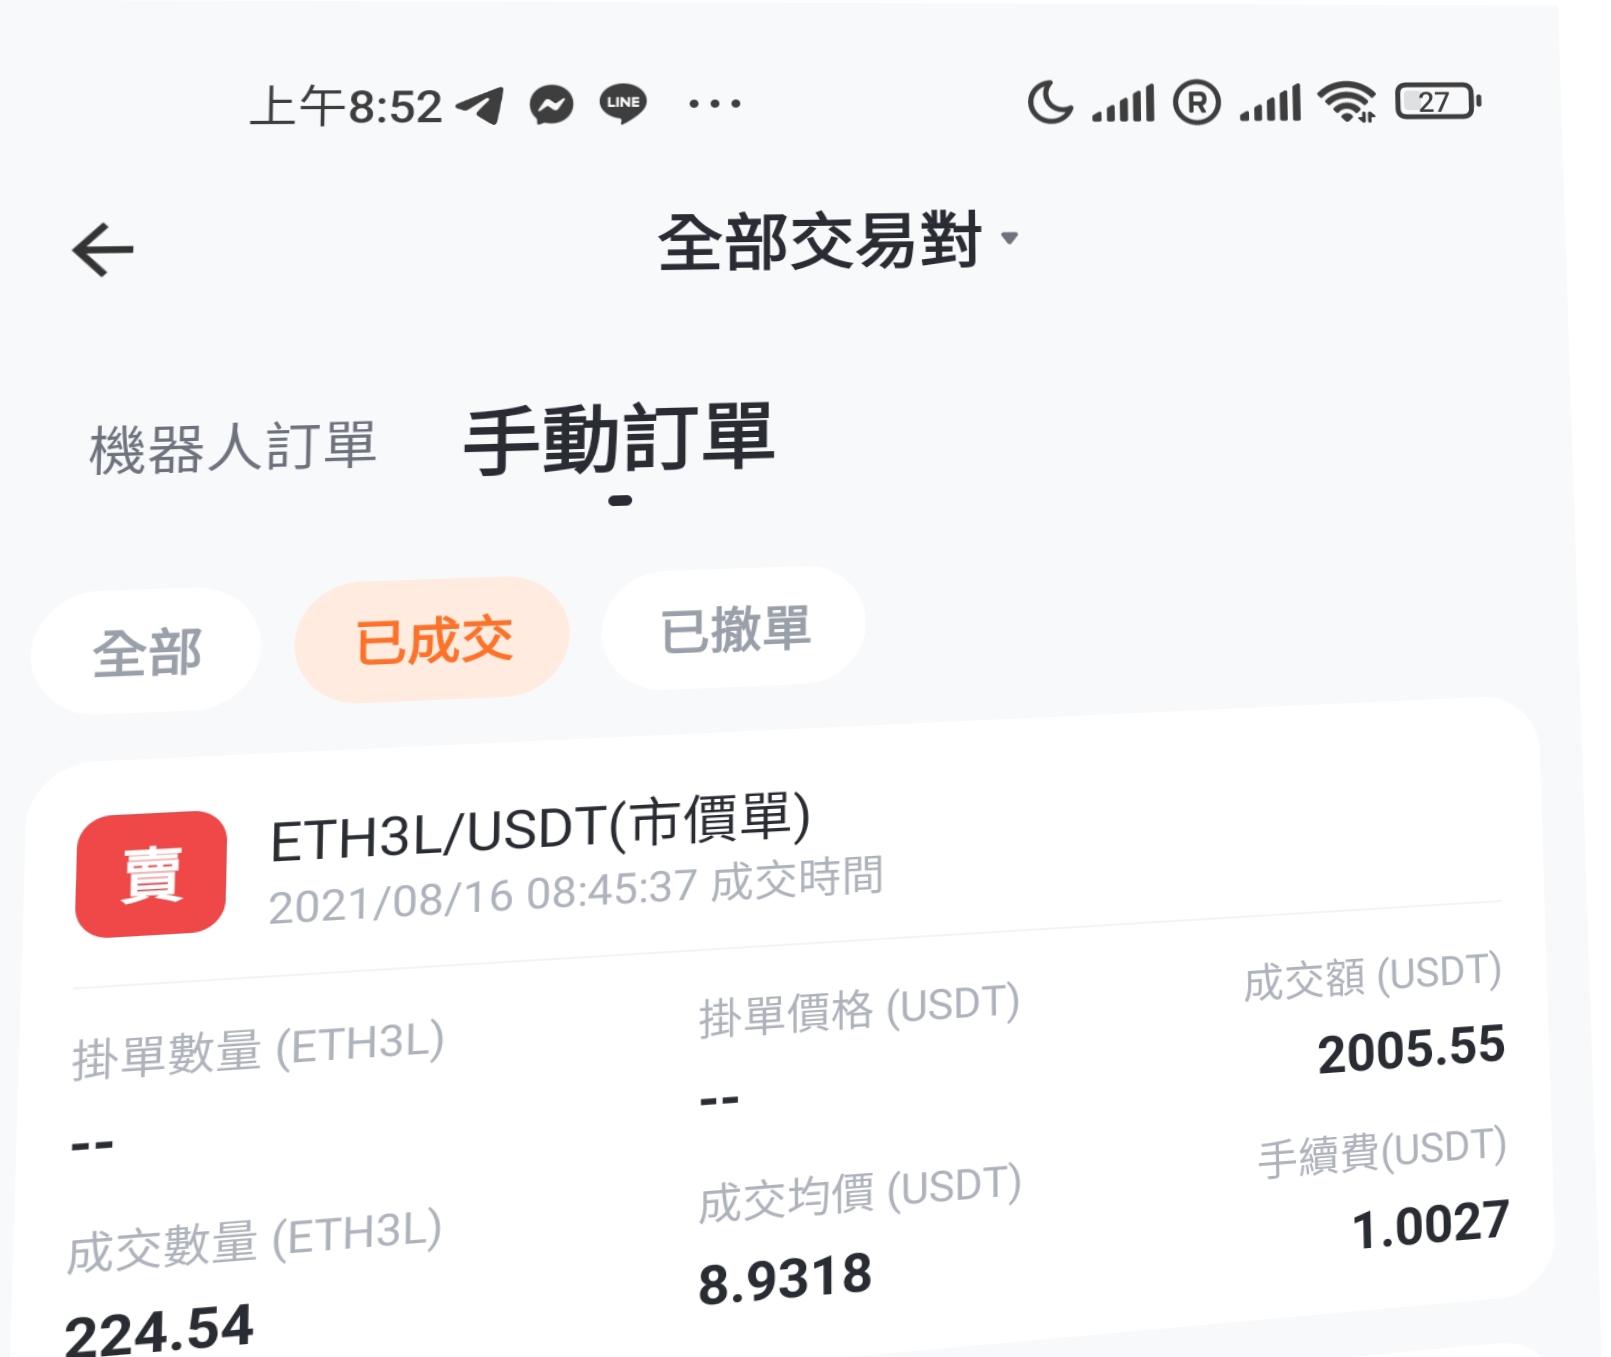 上午8:52 LINE ... R 27
全部交易對
機器人訂單 手動訂單
全部 已成交 已撤單
賣 ETH3L/USDT(市價單)
2021/08/16 08:45:37 成交時間
掛單數量 (ETH3L) 掛單價格 (USDT) 成交額 (USDT)
-- -- 2005.55
成交數量 (ETH3L) 成交均價 (USDT) 手續費(USDT)
224.54 8.9318 1.0027